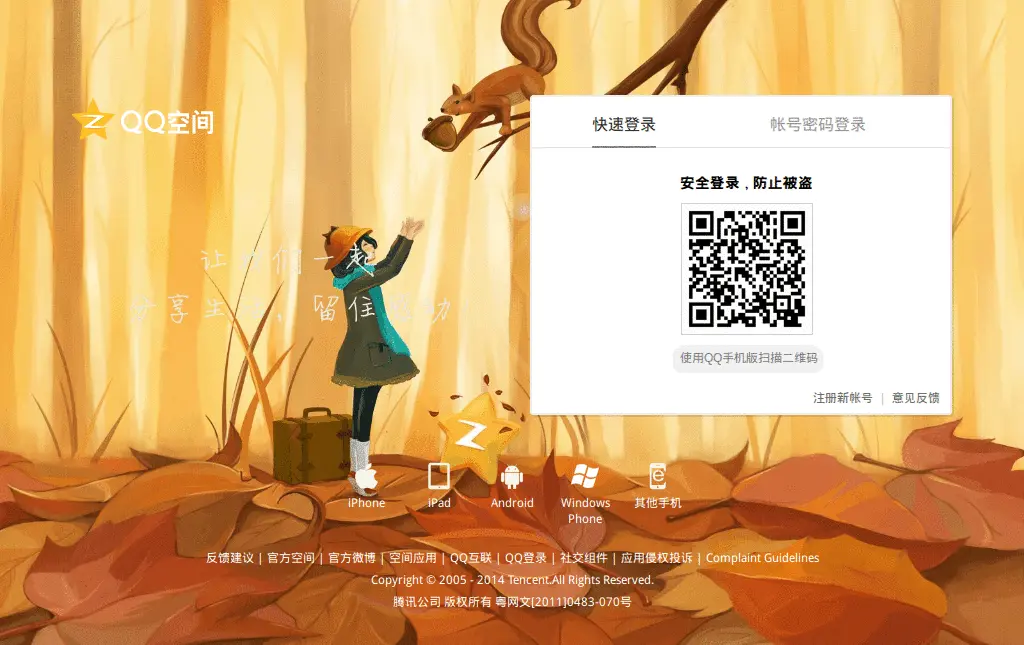 QQ空间
快速登录
帐号密码登录
安全登录，防止被盗
使用QQ手机版扫描二维码
注册新帐号 | 意见反馈
让我们一起
分享生活，留住感动
iPhone
iPad
Android
Windows Phone
其他手机
反馈建议 | 官方空间 | 官方微博 | 空间应用 | QQ互联 | QQ登录 | 社交组件 | 应用侵权投诉 | Complaint Guidelines
Copyright © 2005 - 2014 Tencent.All Rights Reserved.
腾讯公司 版权所有 粤网文[2011]0483-070号